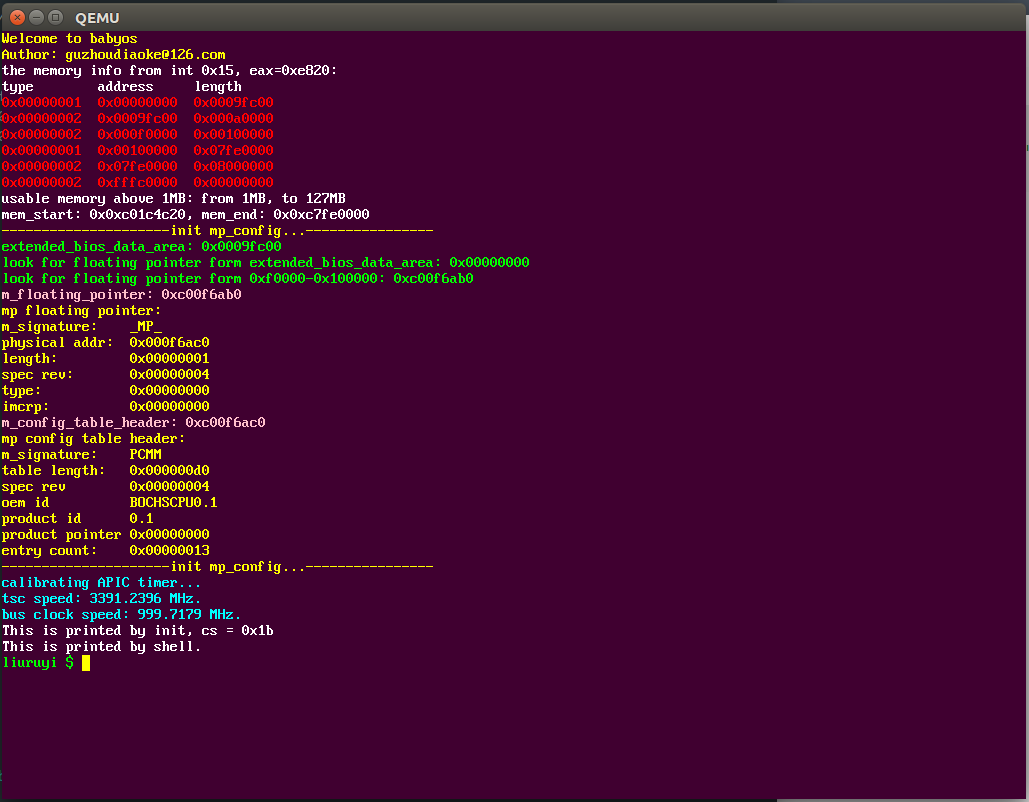 QEMU
Welcome to babyos
Author: guzhoudiaoke@126.com
the memory info from int 0x15, eax=0xe820:
type        address     length
0x00000001  0x00000000  0x0009fc00
0x00000002  0x0009fc00  0x000a0000
0x00000002  0x000f0000  0x00100000
0x00000001  0x00100000  0x07fe0000
0x00000002  0x07fe0000  0x08000000
0x00000002  0xfffc0000  0x00000000
usable memory above 1MB: from 1MB, to 127MB
mem_start: 0x0xc01c4c20, mem_end: 0x0xc7fe0000
---------------------init mp_config...----------------
extended_bios_data_area: 0x0009fc00
look for floating pointer form extended_bios_data_area: 0x00000000
look for floating pointer form 0xf0000-0x100000: 0xc00f6ab0
m_floating_pointer: 0xc00f6ab0
mp floating pointer:
m_signature:    _MP_
physical addr:  0x000f6ac0
length:         0x00000001
spec rev:       0x00000004
type:           0x00000000
imcrp:          0x00000000
m_config_table_header: 0xc00f6ac0
mp config table header:
m_signature:    PCMM
table length:   0x000000d0
spec rev        0x00000004
oem id          BOCHSCPU0.1
product id      0.1
product pointer 0x00000000
entry count:    0x00000013
---------------------init mp_config...----------------
calibrating APIC timer...
tsc speed: 3391.2396 MHz.
bus clock speed: 999.7179 MHz.
This is printed by init, cs = 0x1b
This is printed by shell.
liuruyi $